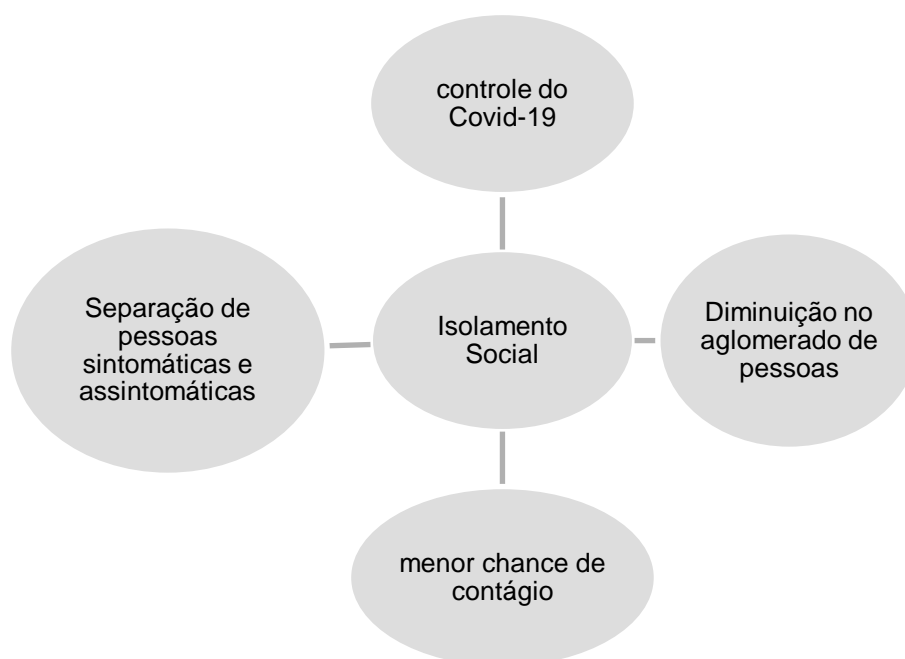 controle do
Covid-19
Separação de
pessoas
sintomáticas e
assintomáticas
Isolamento
Social
Diminuição no
aglomerado de
pessoas
menor chance de
contágio